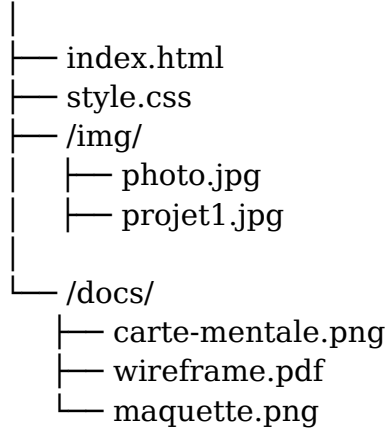 │
├── index.html
├── style.css
├── /img/
│   ├── photo.jpg
│   ├── projet1.jpg
│
└── /docs/
    ├── carte-mentale.png
    ├── wireframe.pdf
    └── maquette.png